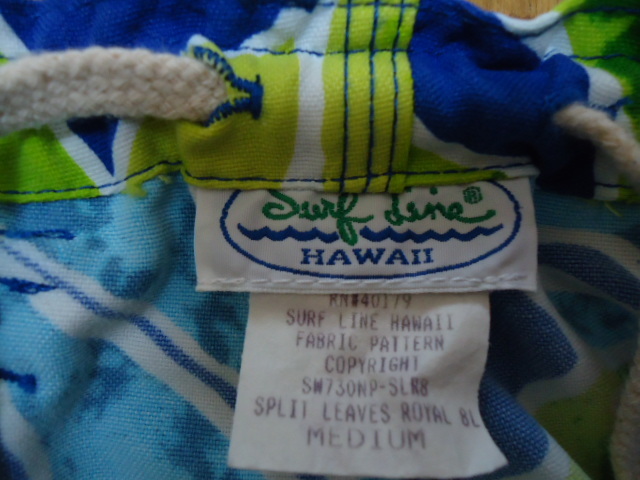 Surf Line®
HAWAII
RN#40179
SURF LINE HAWAII
FABRIC PATTERN
COPYRIGHT
SW730NP-SLR8
SPLIT LEAVES ROYAL BL
MEDIUM